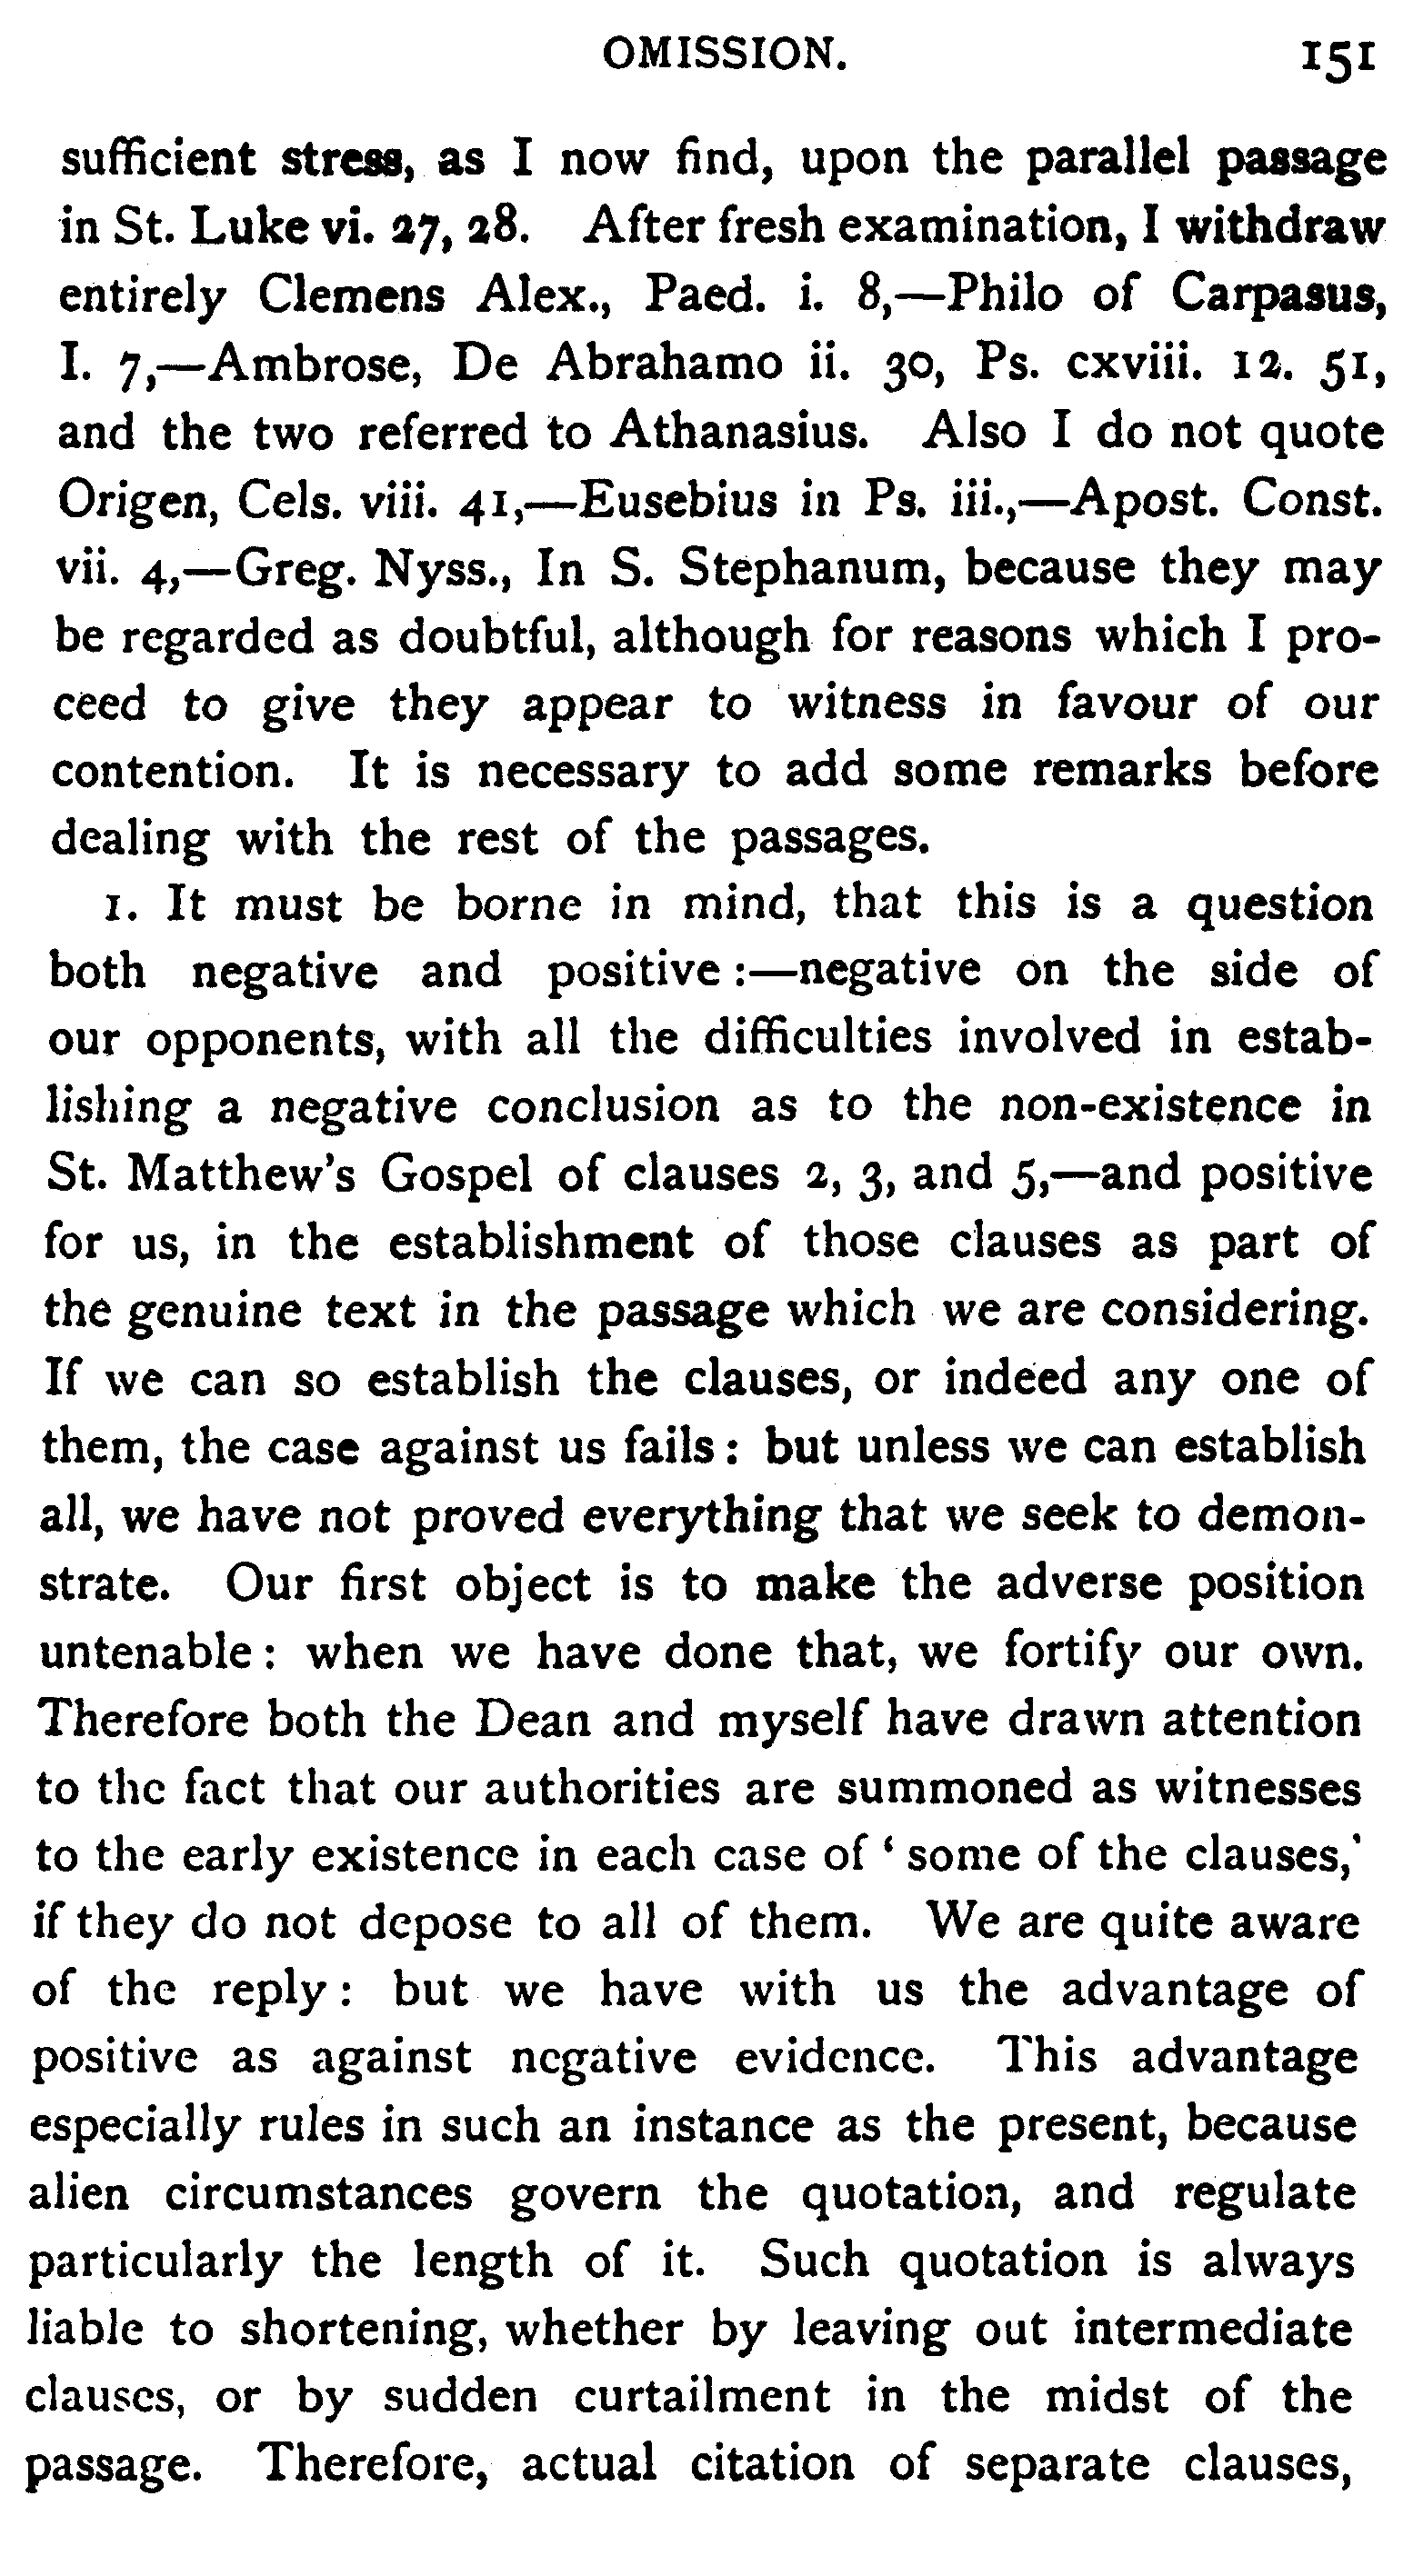 OMISSION. 151
sufficient stress, as I now find, upon the parallel passage
in St. Luke vi. 27, 28. After fresh examination, I withdraw
entirely Clemens Alex., Paed. i. 8,—Philo of Carpasus,
I. 7,—Ambrose, De Abrahamo ii. 30, Ps. cxviii. 12. 51,
and the two referred to Athanasius. Also I do not quote
Origen, Cels. viii. 41,—Eusebius in Ps. iii.,—Apost. Const.
vii. 4,—Greg. Nyss., In S. Stephanum, because they may
be regarded as doubtful, although for reasons which I pro-
ceed to give they appear to witness in favour of our
contention. It is necessary to add some remarks before
dealing with the rest of the passages.
1. It must be borne in mind, that this is a question
both negative and positive :—negative on the side of
our opponents, with all the difficulties involved in estab-
lishing a negative conclusion as to the non-existence in
St. Matthew's Gospel of clauses 2, 3, and 5,—and positive
for us, in the establishment of those clauses as part of
the genuine text in the passage which we are considering.
If we can so establish the clauses, or indeed any one of
them, the case against us fails : but unless we can establish
all, we have not proved everything that we seek to demon-
strate. Our first object is to make the adverse position
untenable : when we have done that, we fortify our own.
Therefore both the Dean and myself have drawn attention
to the fact that our authorities are summoned as witnesses
to the early existence in each case of ‘ some of the clauses,’
if they do not depose to all of them. We are quite aware
of the reply : but we have with us the advantage of
positive as against negative evidence. This advantage
especially rules in such an instance as the present, because
alien circumstances govern the quotation, and regulate
particularly the length of it. Such quotation is always
liable to shortening, whether by leaving out intermediate
clauses, or by sudden curtailment in the midst of the
passage. Therefore, actual citation of separate clauses,